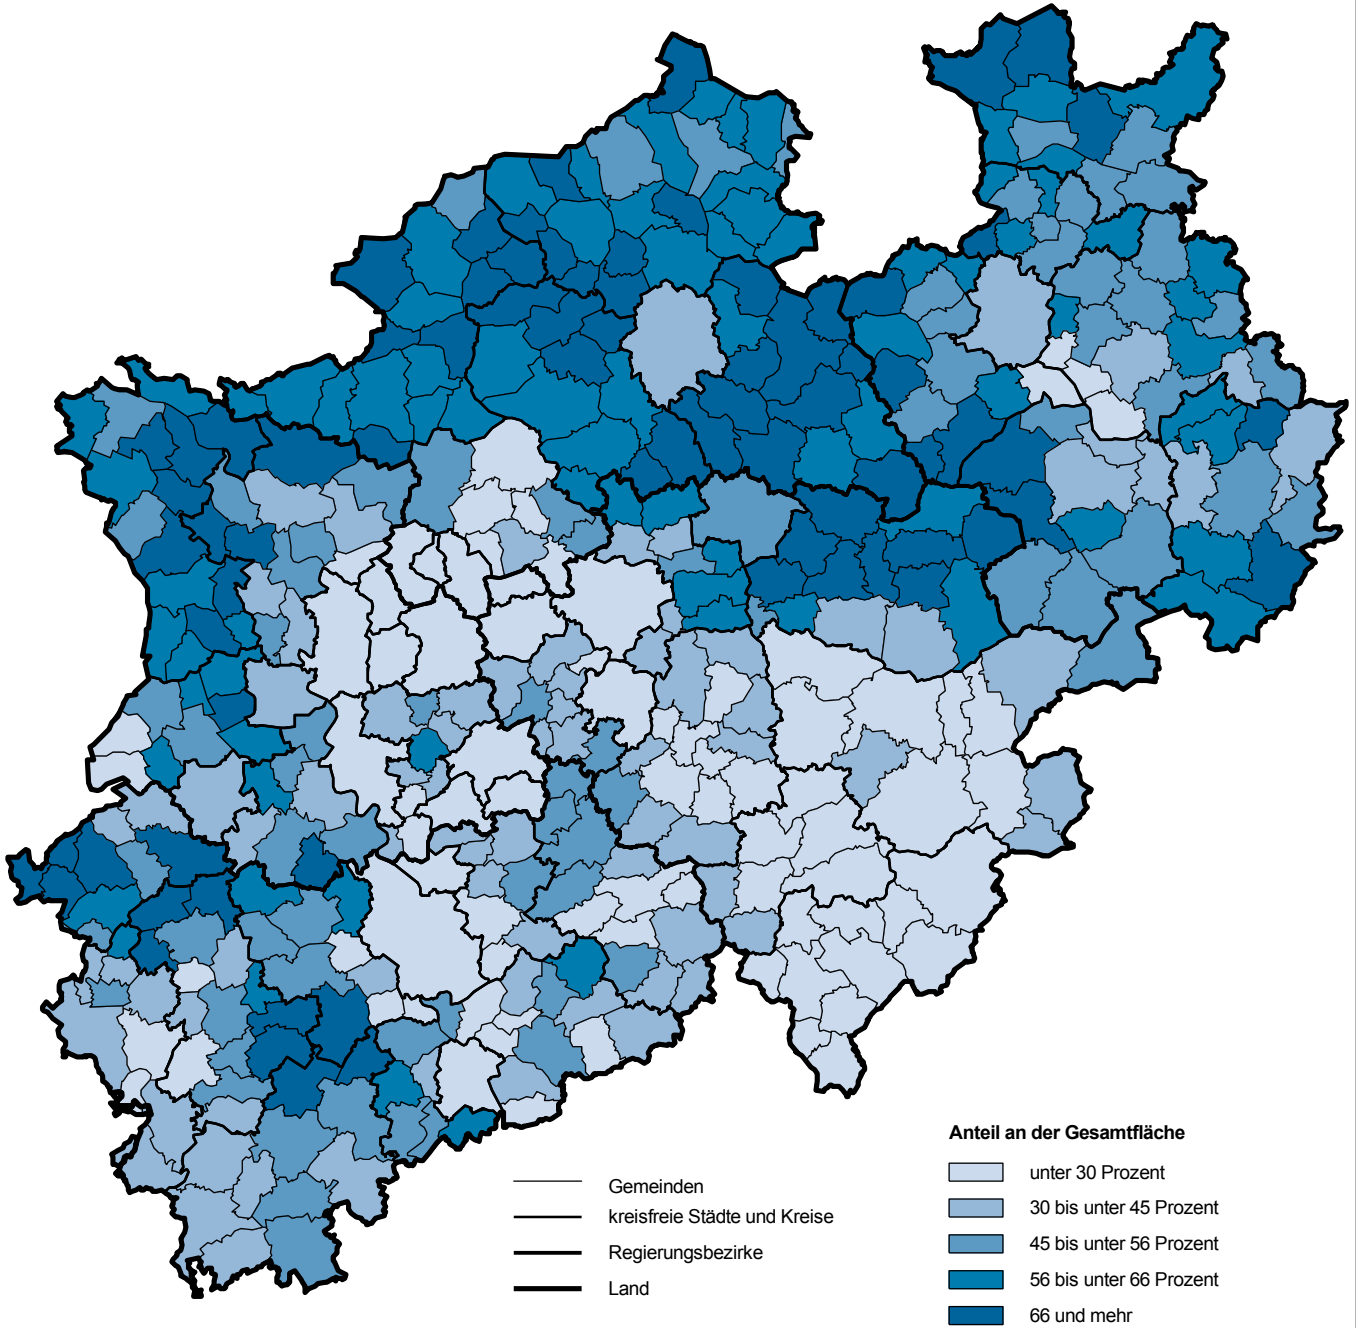 Gemeinden
kreisfreie Städte und Kreise
Regierungsbezirke
Land
Anteil an der Gesamtfläche
unter 30 Prozent
30 bis unter 45 Prozent
45 bis unter 56 Prozent
56 bis unter 66 Prozent
66 und mehr